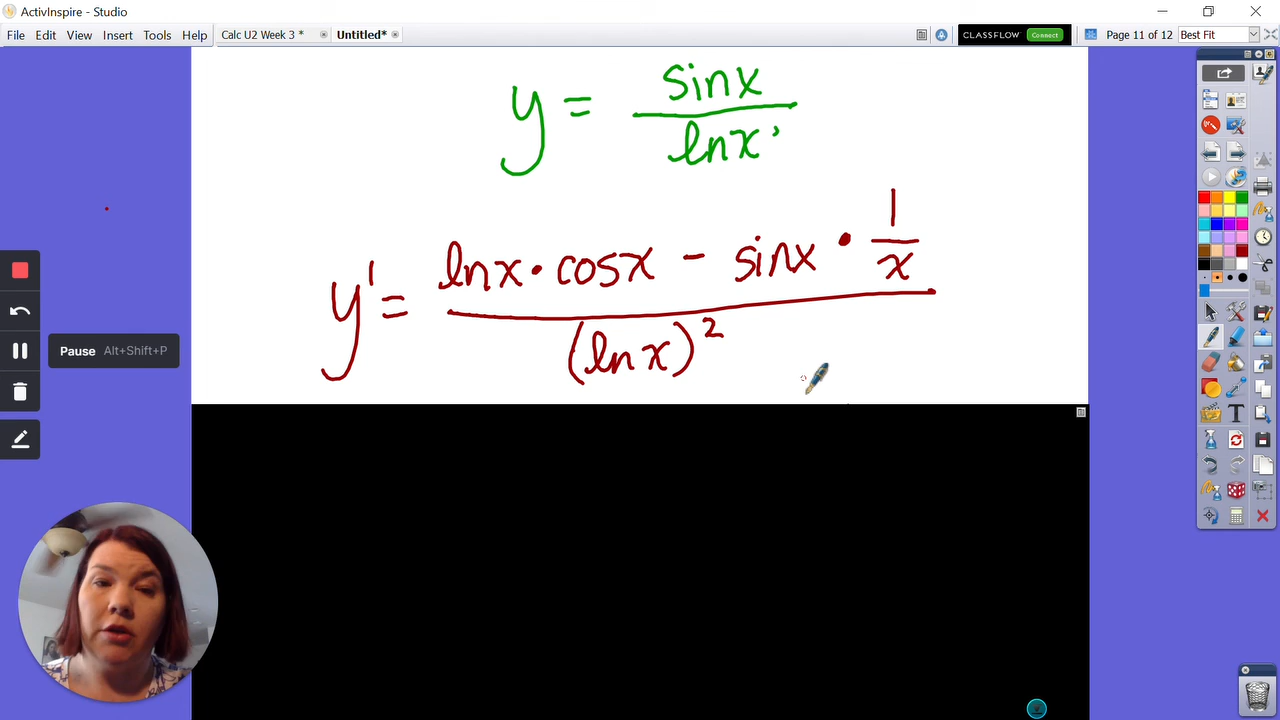 ActivInspire - Studio
File Edit View Insert Tools Help
Calc U2 Week 3 * Untitled* CLASSFLOW Connect Page 11 of 12 Best Fit
y = sinx / lnx
y' = lnx · cosx - sinx · 1/x / (lnx)²
Pause Alt+Shift+P